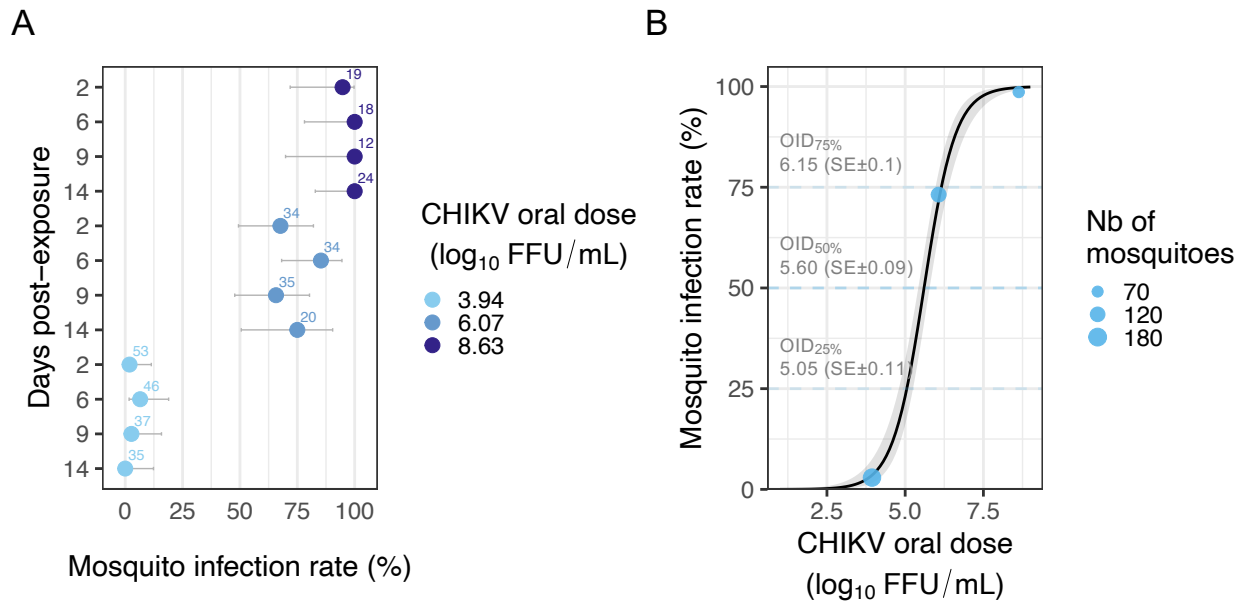 A
Days post−exposure
2
6
9
14
2
6
9
14
2
6
9
14
19
18
12
24
34
34
35
20
53
46
37
35
0
25
50
75
100
Mosquito infection rate (%)
CHIKV oral dose
(log₁₀ FFU/mL)
3.94
6.07
8.63
B
Mosquito infection rate (%)
100
75
50
25
0
OID₇₅%
6.15 (SE±0.1)
OID₅₀%
5.60 (SE±0.09)
OID₂₅%
5.05 (SE±0.11)
2.5
5.0
7.5
CHIKV oral dose
(log₁₀ FFU/mL)
Nb of
mosquitoes
70
120
180